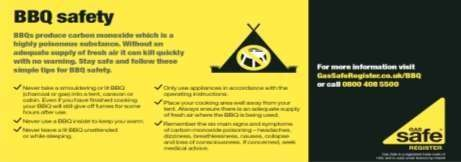 BBQ safety
BBQs produce carbon monoxide which is a
highly poisonous substance. Without an
adequate supply of fresh air it can kill quickly
with no warning. Stay safe and follow these
simple tips for BBQ safety.
Never take a smouldering or lit BBQ
(charcoal or gas) into a tent, caravan or
cabin. Even if you have finished cooking
your BBQ will still give off fumes for some
hours after use.
Never use a BBQ inside to keep you warm.
Never leave a lit BBQ unattended
or while sleeping.
Only use appliances in accordance with the
operating instructions.
Place your cooking area well away from your
tent. Always ensure there is an adequate supply
of fresh air where the BBQ is being used.
Remember the six main signs and symptoms
of carbon monoxide poisoning – headaches,
dizziness, breathlessness, nausea, collapse
and loss of consciousness. If concerned, seek
medical advice.
For more information visit
GasSafeRegister.co.uk/BBQ
or call 0800 408 5500
GAS
safe
REGISTER